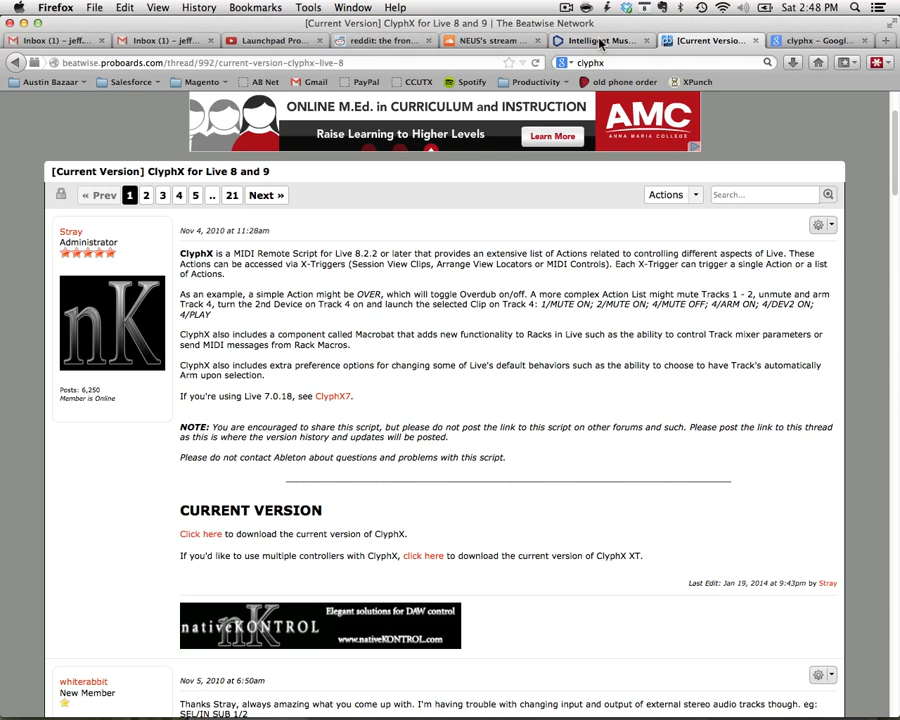 Firefox File Edit View History Bookmarks Tools Window Help 8 Sat 2:48 PM
[Current Version] ClyphX for Live 8 and 9 | The Beatwise Network
Inbox (1) – jeff.... Inbox (1) – jeff.... Launchpad Pro... reddit: the fron... NEUS's stream ... Intelligent Mus... [Current Versio... clyphx – Googl...
beatwise.proboards.com/thread/992/current-version-clyphx-live-8 clyphx
Austin Bazaar Salesforce Magento AB Net Gmail PayPal CCUTX Spotify Productivity old phone order XPunch
ONLINE M.Ed. in CURRICULUM and INSTRUCTION
Raise Learning to Higher Levels Learn More
AMC
ANNA MARIA COLLEGE
[Current Version] ClyphX for Live 8 and 9
« Prev 1 2 3 4 5 .. 21 Next » Actions Search...
Stray
Administrator
nK
Posts: 6,250
Member is Online
Nov 4, 2010 at 11:28am
ClyphX is a MIDI Remote Script for Live 8.2.2 or later that provides an extensive list of Actions related to controlling different aspects of Live. These
Actions can be accessed via X-Triggers (Session View Clips, Arrange View Locators or MIDI Controls). Each X-Trigger can trigger a single Action or a list
of Actions.
As an example, a simple Action might be OVER, which will toggle Overdub on/off. A more complex Action List might mute Tracks 1 - 2, unmute and arm
Track 4, turn the 2nd Device on Track 4 on and launch the selected Clip on Track 4: 1/MUTE ON; 2/MUTE ON; 4/MUTE OFF; 4/ARM ON; 4/DEV2 ON;
4/PLAY
ClyphX also includes a component called Macrobat that adds new functionality to Racks in Live such as the ability to control Track mixer parameters or
send MIDI messages from Rack Macros.
ClyphX also includes extra preference options for changing some of Live's default behaviors such as the ability to choose to have Track's automatically
Arm upon selection.
If you're using Live 7.0.18, see ClyphX7.
NOTE: You are encouraged to share this script, but please do not post the link to this script on other forums and such. Please post the link to this thread
as this is where the version history and updates will be posted.
Please do not contact Ableton about questions and problems with this script.
CURRENT VERSION
Click here to download the current version of ClyphX.
If you'd like to use multiple controllers with ClyphX, click here to download the current version of ClyphX XT.
Last Edit: Jan 19, 2014 at 9:43pm by Stray
nK nativeKONTROL Elegant solutions for DAW control
www.nativeKONTROL.com
whiterabbit
New Member
Nov 5, 2010 at 6:50am
Thanks Stray, always amazing what you come up with. I'm having trouble with changing input and output of external stereo audio tracks though. eg:
SEL/IN SUB 1/2